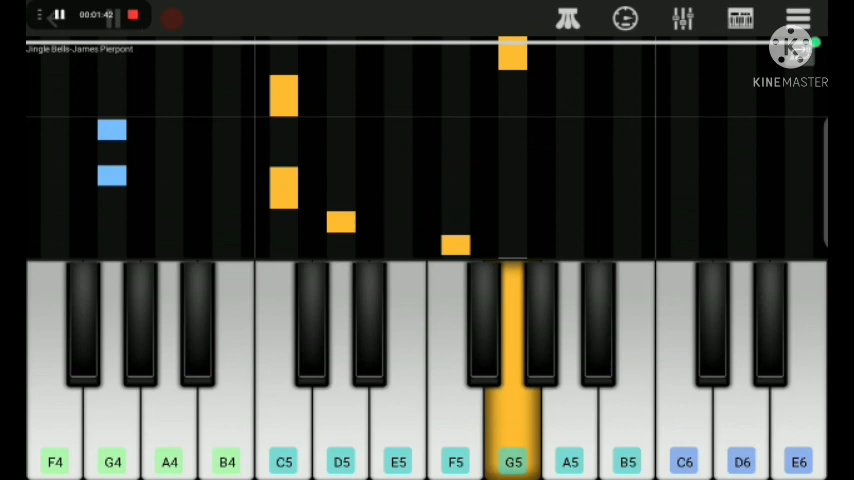 00:01:42
Jingle Bells-James Pierpont
K
KINEMASTER
F4 G4 A4 B4 C5 D5 E5 F5 G5 A5 B5 C6 D6 E6